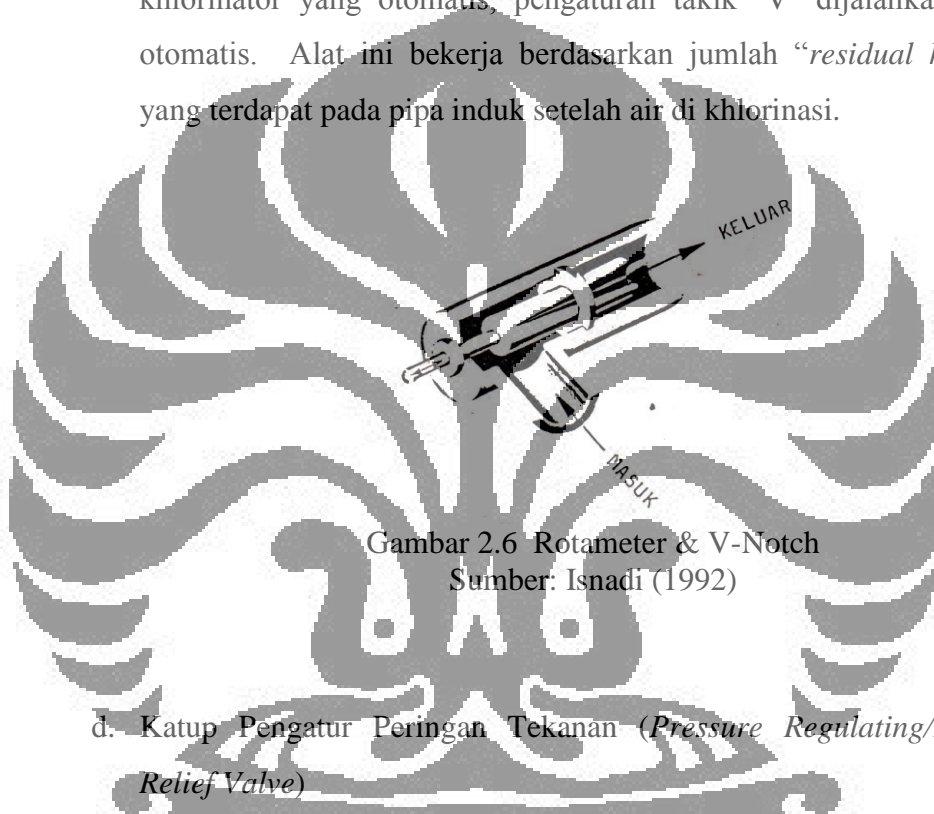 khlorinator yang otomatis, pengaturan takik "V" dijalanka
otomatis. Alat ini bekerja berdasarkan jumlah “residual
yang terdapat pada pipa induk setelah air di khlorinasi.
KELUAR
MASUK
Gambar 2.6 Rotameter & V-Notch
Sumber: Isnadi (1992)
d. Katup Pengatur Peringan Tekanan (Pressure Regulating/
Relief Valve)